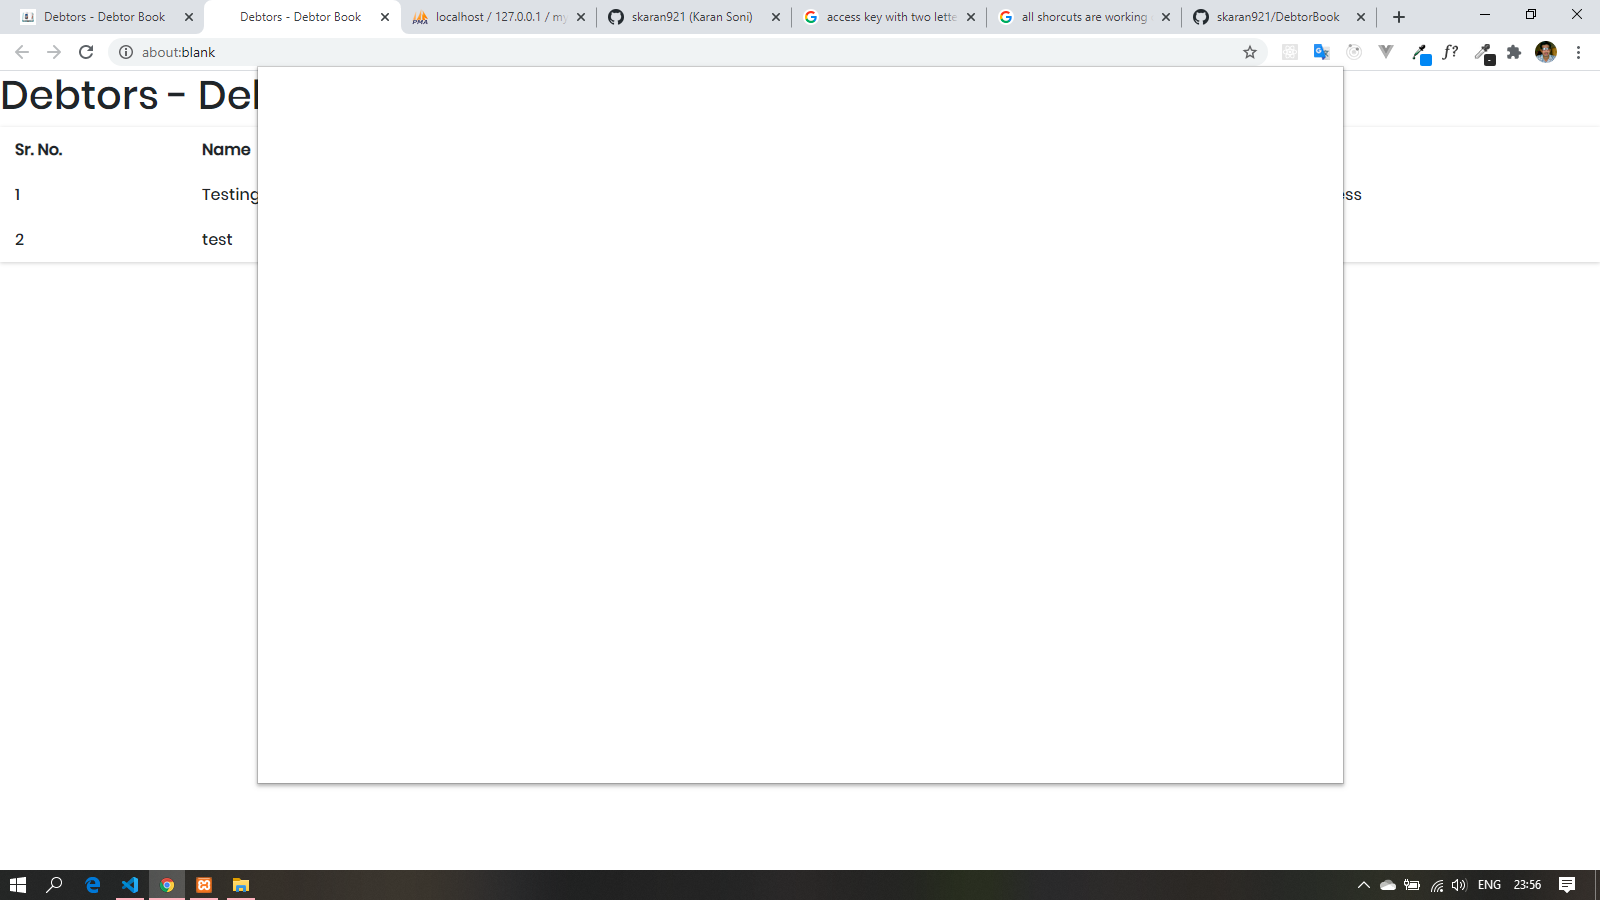 Debtors - Debtor Book
Debtors - Debtor Book
localhost / 127.0.0.1 / my
skaran921 (Karan Soni)
access key with two lette
all shorcuts are working
skaran921/DebtorBook
about:blank
f?
Debtors - Del
Sr. No. Name
1 Testing ess
2 test
ENG 23:56